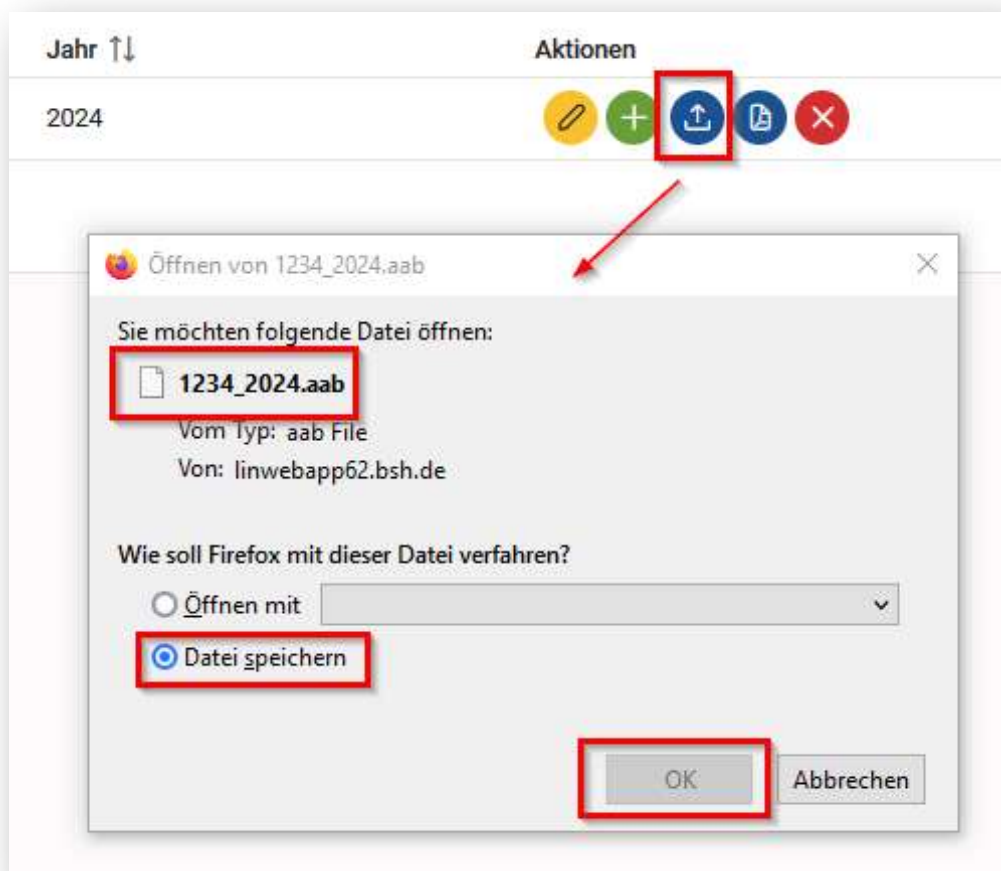 Jahr ↑↓ Aktionen
2024
Öffnen von 1234_2024.aab
Sie möchten folgende Datei öffnen:
1234_2024.aab
Vom Typ: aab File
Von: linwebapp62.bsh.de
Wie soll Firefox mit dieser Datei verfahren?
Öffnen mit
Datei speichern
OK Abbrechen